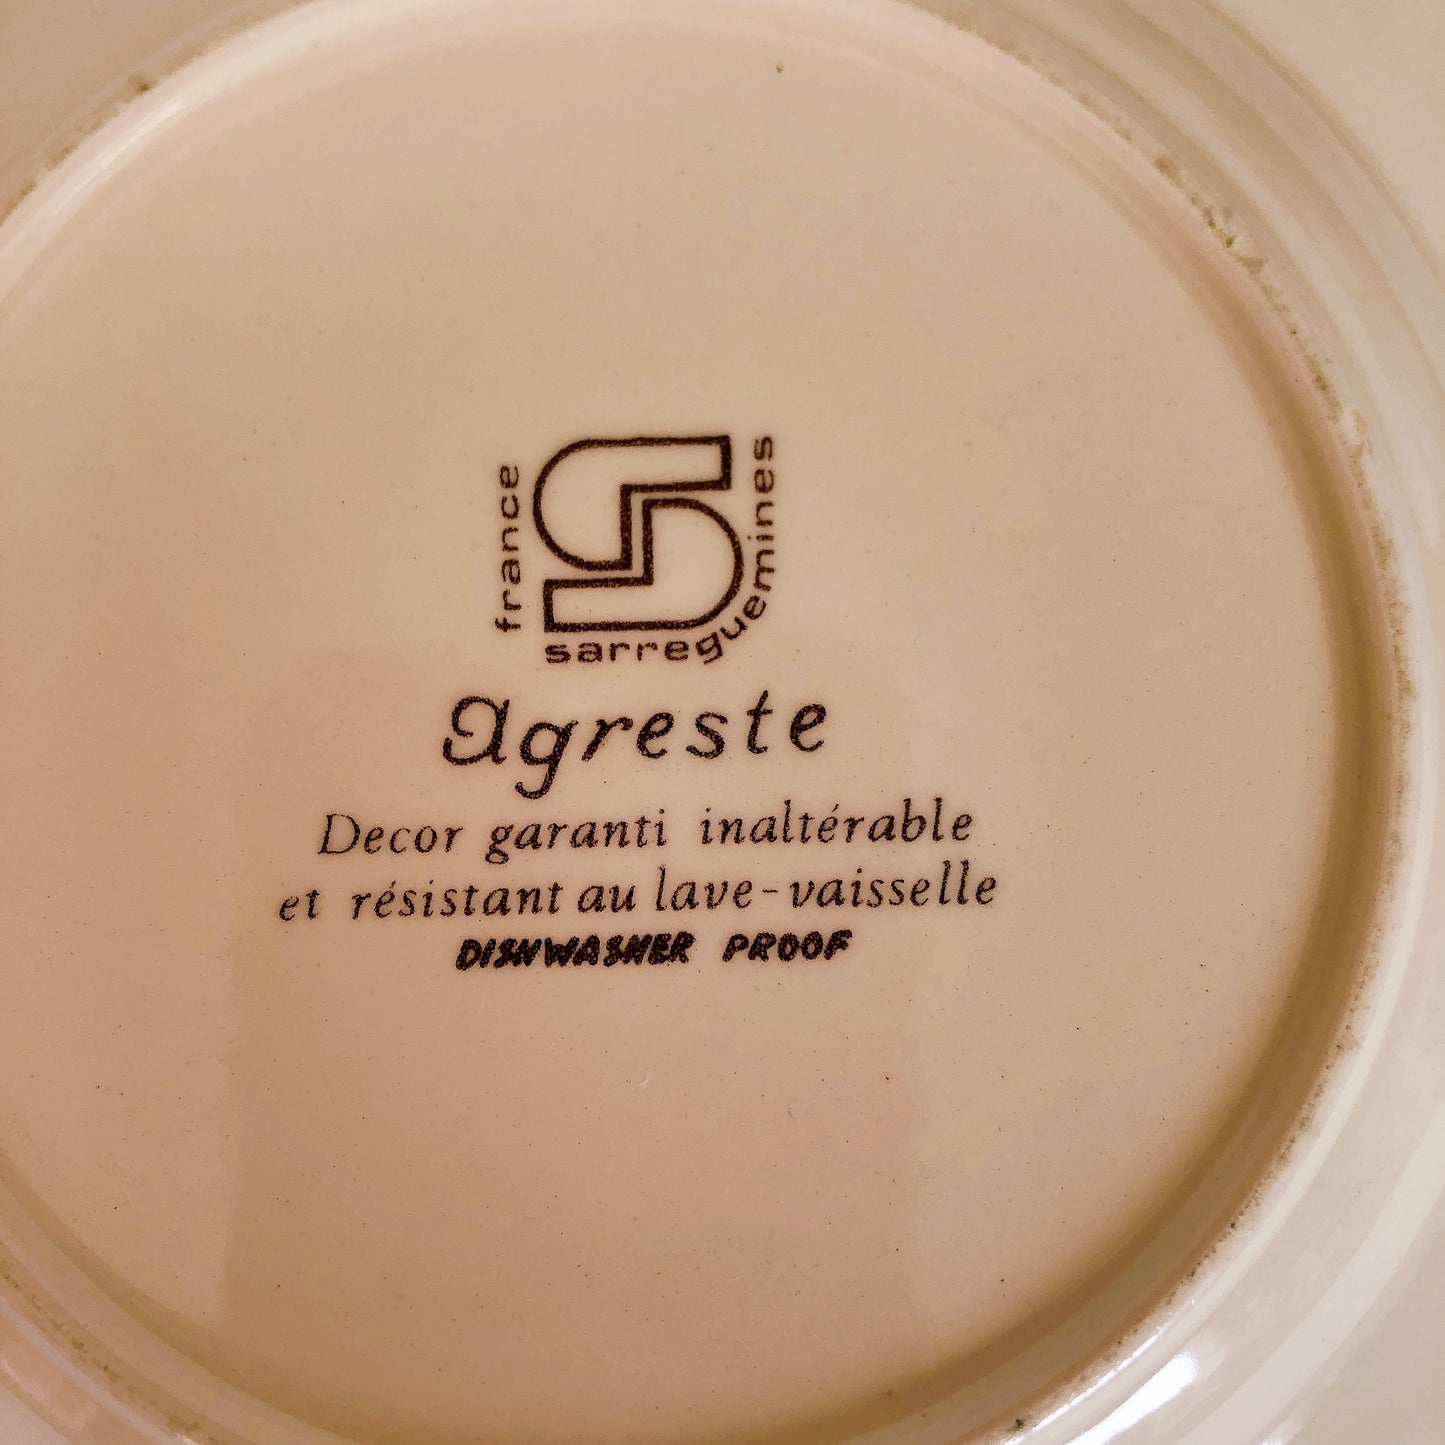 france
sarreguemines
Agreste
Decor garanti inaltérable
et résistant au lave-vaisselle
DISHWASHER PROOF